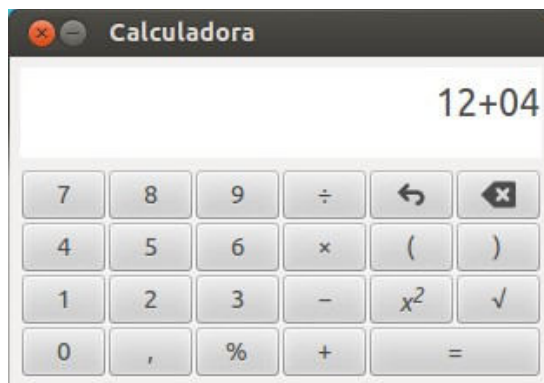 Calculadora
12+04
7 8 9 ÷
4 5 6 × ( )
1 2 3 − x² √
0 , % + =